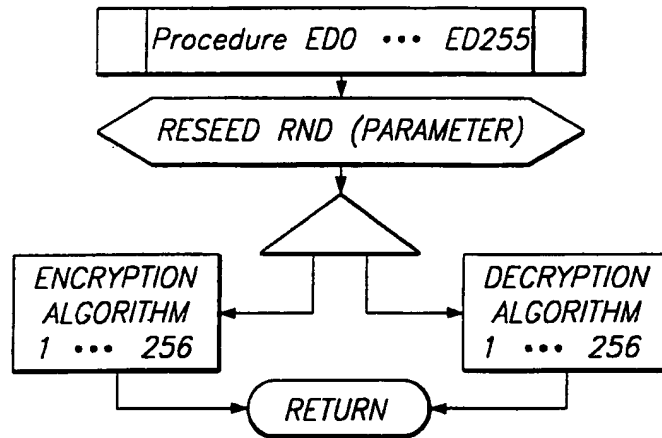 Procedure ED0 ••• ED255
RESEED RND (PARAMETER)
ENCRYPTION
ALGORITHM
1 ••• 256
DECRYPTION
ALGORITHM
1 ••• 256
RETURN